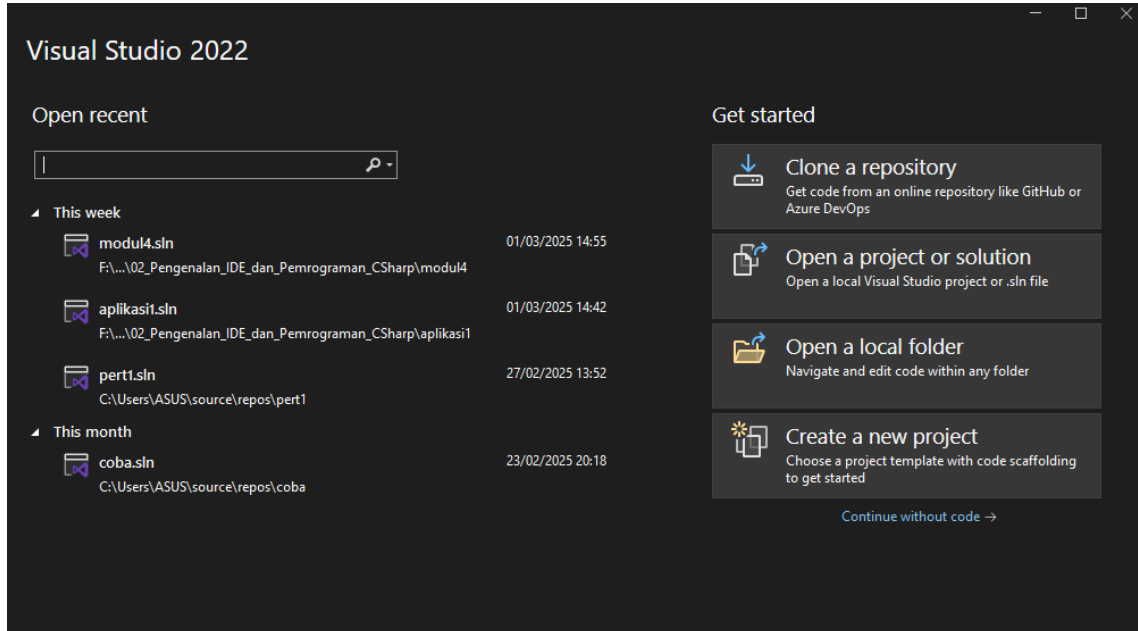 Visual Studio 2022
Open recent
This week
modul4.sln
01/03/2025 14:55
F:\...\02_Pengenalan_IDE_dan_Pemrograman_CSharp\modul4
aplikasi1.sln
01/03/2025 14:42
F:\...\02_Pengenalan_IDE_dan_Pemrograman_CSharp\aplikasi1
pert1.sln
27/02/2025 13:52
C:\Users\ASUS\source\repos\pert1
This month
coba.sln
23/02/2025 20:18
C:\Users\ASUS\source\repos\coba
Get started
Clone a repository
Get code from an online repository like GitHub or
Azure DevOps
Open a project or solution
Open a local Visual Studio project or .sln file
Open a local folder
Navigate and edit code within any folder
Create a new project
Choose a project template with code scaffolding
to get started
Continue without code →